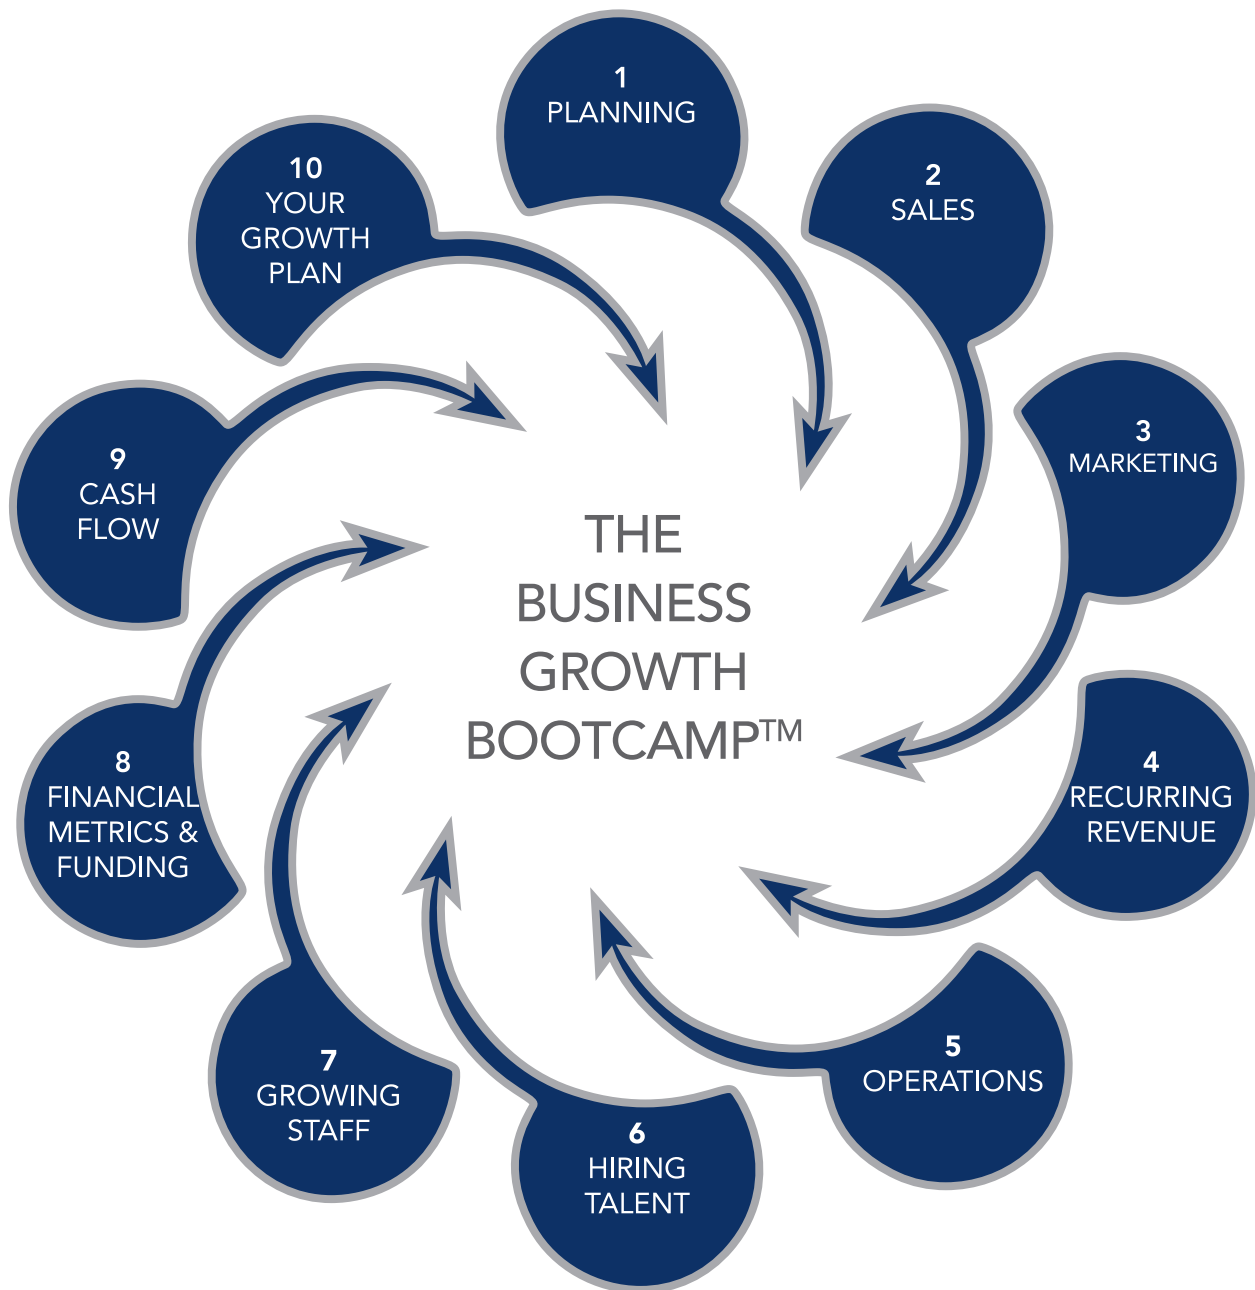 1
PLANNING
2
SALES
3
MARKETING
4
RECURRING
REVENUE
5
OPERATIONS
6
HIRING
TALENT
7
GROWING
STAFF
8
FINANCIAL
METRICS &
FUNDING
9
CASH
FLOW
10
YOUR
GROWTH
PLAN
THE
BUSINESS
GROWTH
BOOTCAMP™